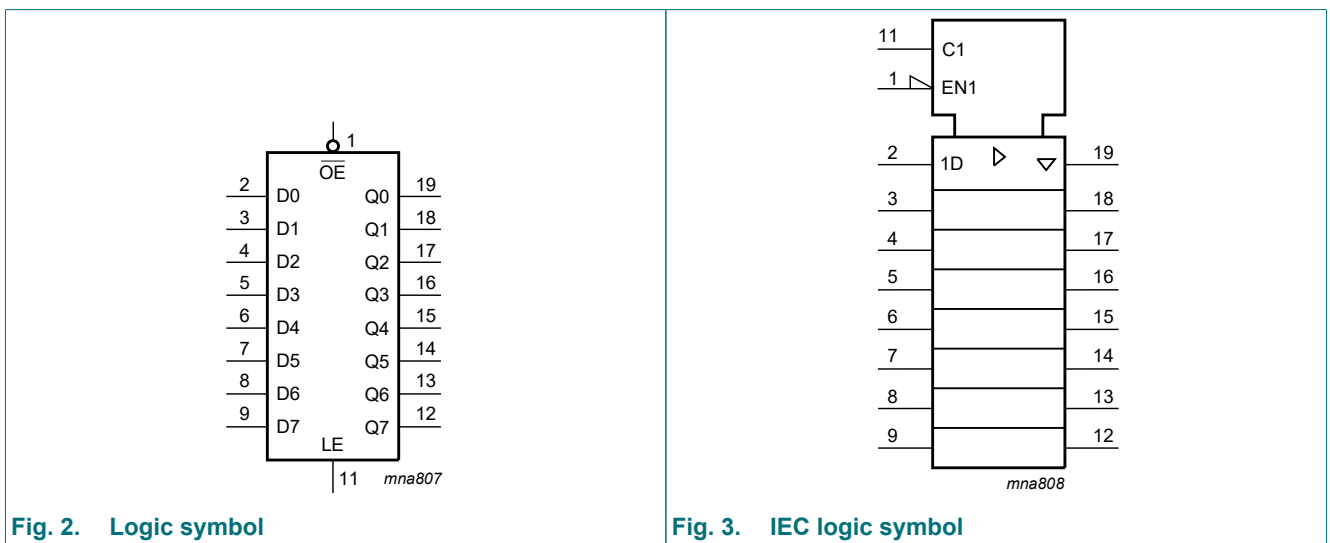 1
OE
2 D0 Q0 19
3 D1 Q1 18
4 D2 Q2 17
5 D3 Q3 16
6 D4 Q4 15
7 D5 Q5 14
8 D6 Q6 13
9 D7 Q7 12
LE
11 mna807
Fig. 2. Logic symbol
11 C1
1 EN1
2 1D 19
3 18
4 17
5 16
6 15
7 14
8 13
9 12
mna808
Fig. 3. IEC logic symbol